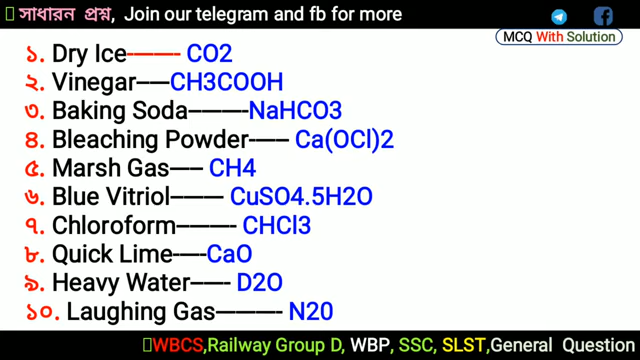 সাধারন প্রশ্ন, Join our telegram and fb for more
MCQ With Solution
১. Dry Ice--------- CO2
২. Vinegar-----CH3COOH
৩. Baking Soda----------NaHCO3
৪. Bleaching Powder------ Ca(OCl)2
৫. Marsh Gas----- CH4
৬. Blue Vitriol--------- CuSO4.5H2O
৭. Chloroform---------- CHCl3
৮. Quick Lime-----CaO
৯. Heavy Water------ D2O
১০. Laughing Gas----------- N20
WBCS,Railway Group D, WBP, SSC, SLST,General Question